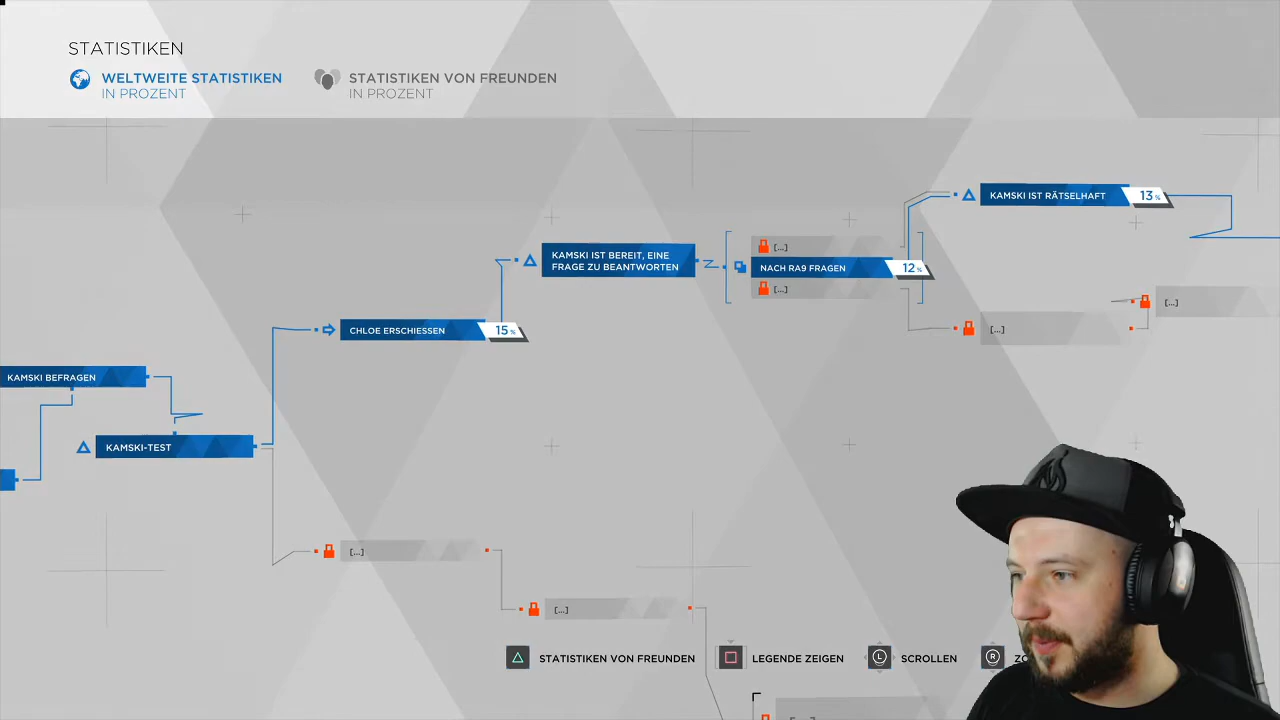 STATISTIKEN
WELTWEITE STATISTIKEN
IN PROZENT
STATISTIKEN VON FREUNDEN
IN PROZENT
KAMSKI IST RÄTSELHAFT 13%
KAMSKI IST BEREIT, EINE
FRAGE ZU BEANTWORTEN
[...]
NACH RA9 FRAGEN 12%
[...]
[...]
[...]
CHLOE ERSCHIESSEN 15%
KAMSKI BEFRAGEN
KAMSKI-TEST
[...]
[...]
STATISTIKEN VON FREUNDEN
LEGENDE ZEIGEN
L SCROLLEN
R
[...]